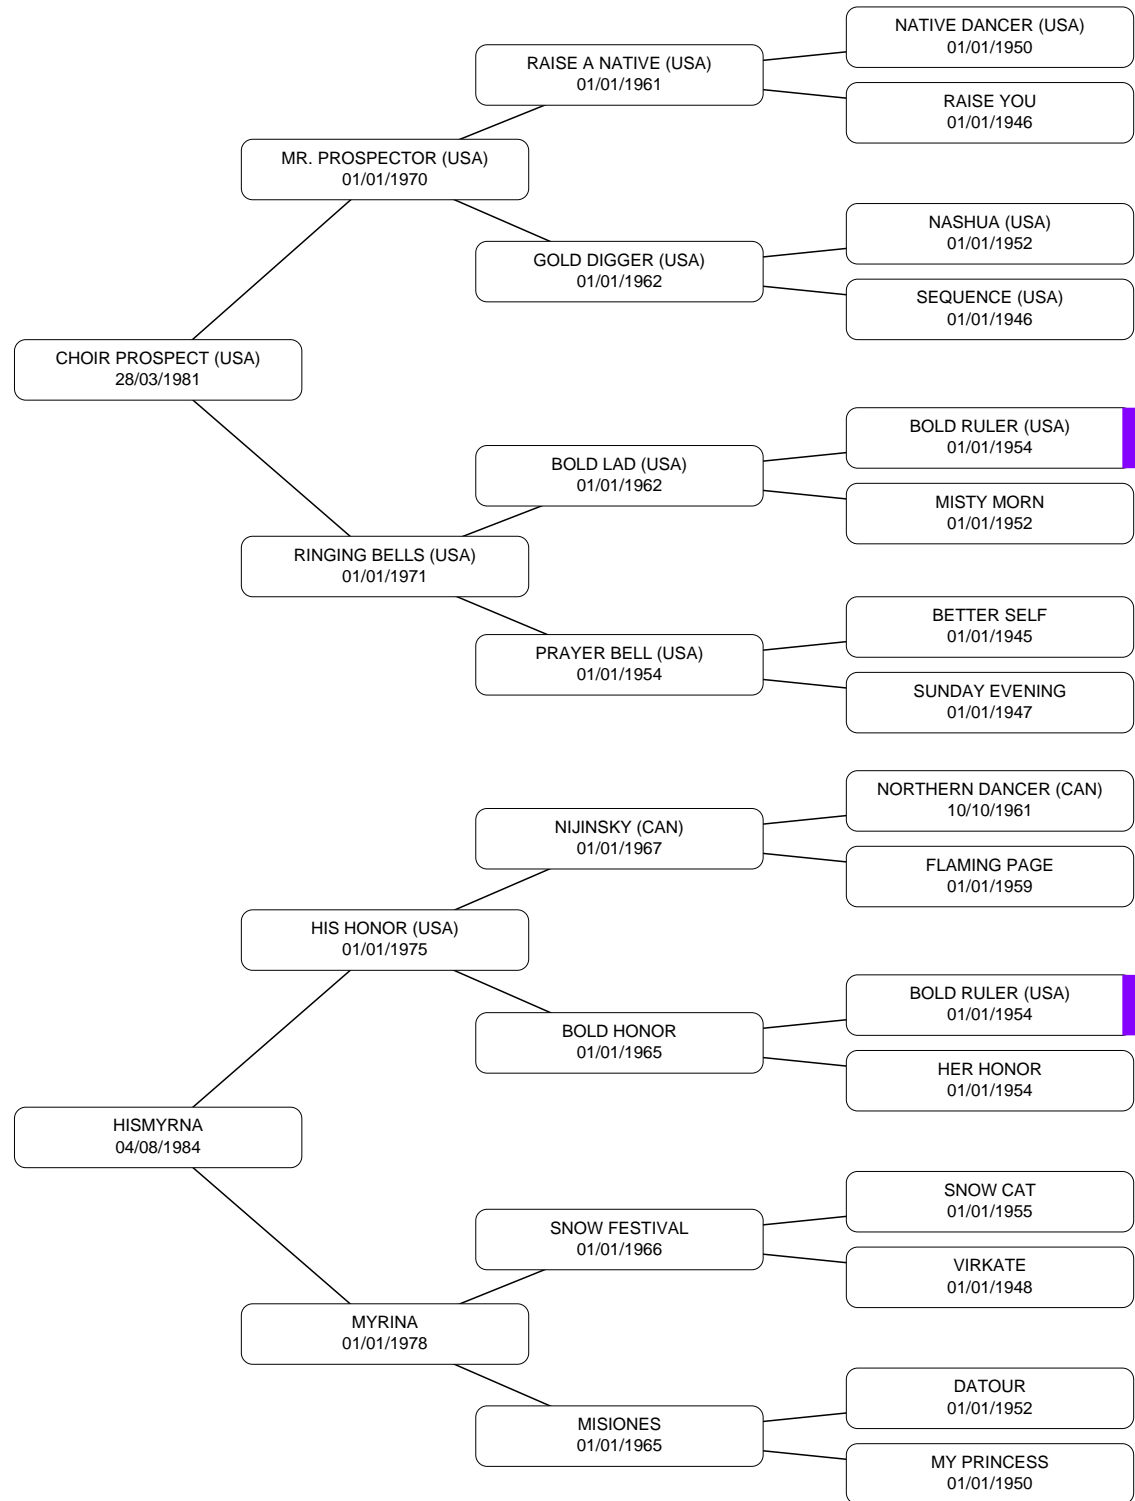 NATIVE DANCER (USA)
01/01/1950
RAISE A NATIVE (USA)
01/01/1961
RAISE YOU
01/01/1946
MR. PROSPECTOR (USA)
01/01/1970
NASHUA (USA)
01/01/1952
GOLD DIGGER (USA)
01/01/1962
SEQUENCE (USA)
01/01/1946
CHOIR PROSPECT (USA)
28/03/1981
BOLD RULER (USA)
01/01/1954
BOLD LAD (USA)
01/01/1962
MISTY MORN
01/01/1952
RINGING BELLS (USA)
01/01/1971
BETTER SELF
01/01/1945
PRAYER BELL (USA)
01/01/1954
SUNDAY EVENING
01/01/1947
NORTHERN DANCER (CAN)
10/10/1961
NIJINSKY (CAN)
01/01/1967
FLAMING PAGE
01/01/1959
HIS HONOR (USA)
01/01/1975
BOLD RULER (USA)
01/01/1954
BOLD HONOR
01/01/1965
HER HONOR
01/01/1954
HISMYRNA
04/08/1984
SNOW CAT
01/01/1955
SNOW FESTIVAL
01/01/1966
VIRKATE
01/01/1948
MYRINA
01/01/1978
DATOUR
01/01/1952
MISIONES
01/01/1965
MY PRINCESS
01/01/1950